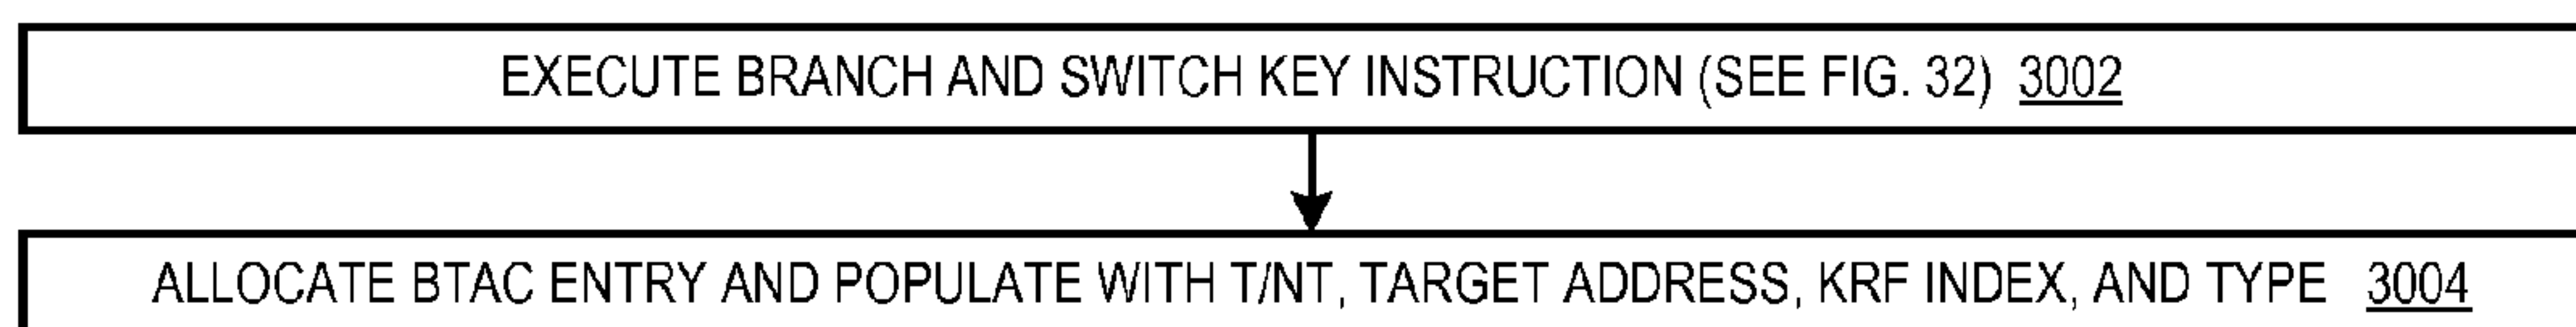 EXECUTE BRANCH AND SWITCH KEY INSTRUCTION (SEE FIG. 32) 3002
ALLOCATE BTAC ENTRY AND POPULATE WITH T/NT, TARGET ADDRESS, KRF INDEX, AND TYPE 3004